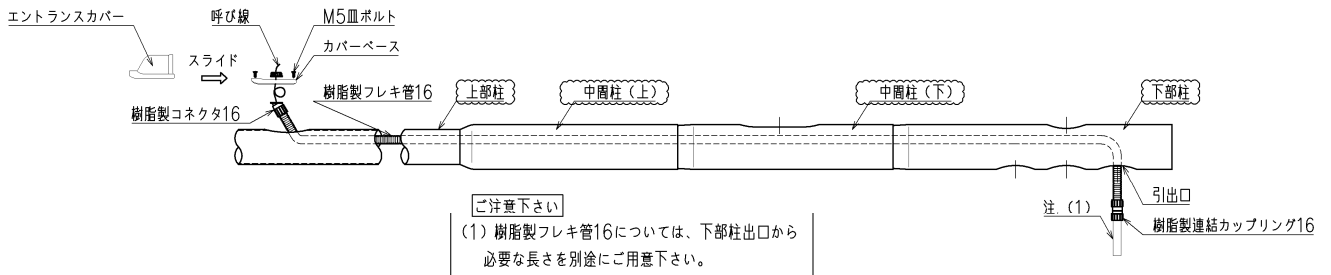 エントランスカバー
呼び線
M5皿ボルト
カバーベース
スライド
樹脂製コネクタ16
樹脂製フレキ管16
上部柱
中間柱(上)
中間柱(下)
下部柱
引出口
注.(1)
樹脂製連結カップリング16
ご注意下さい
(1) 樹脂製フレキ管16については、下部柱出口から
必要な長さを別途にご用意下さい。